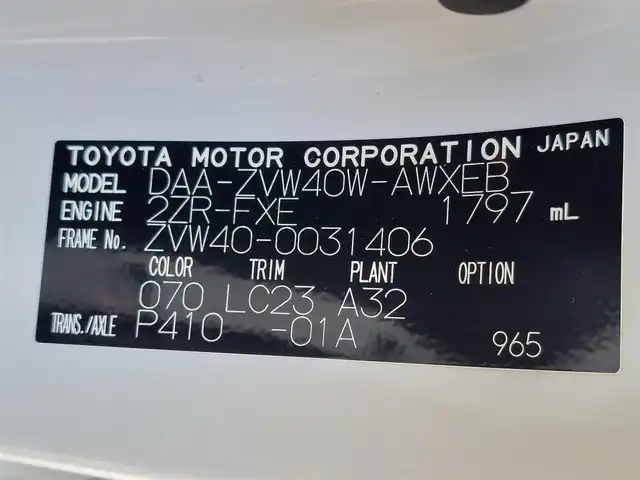 TOYOTA MOTOR CORPORATION JAPAN
MODEL DAA-ZVW40W-AWXEB
ENGINE 2ZR-FXE 1797 mL
FRAME No. ZVW40-0031406
COLOR TRIM PLANT OPTION
070 LC23 A32
TRANS./AXLE P410 -01A
965